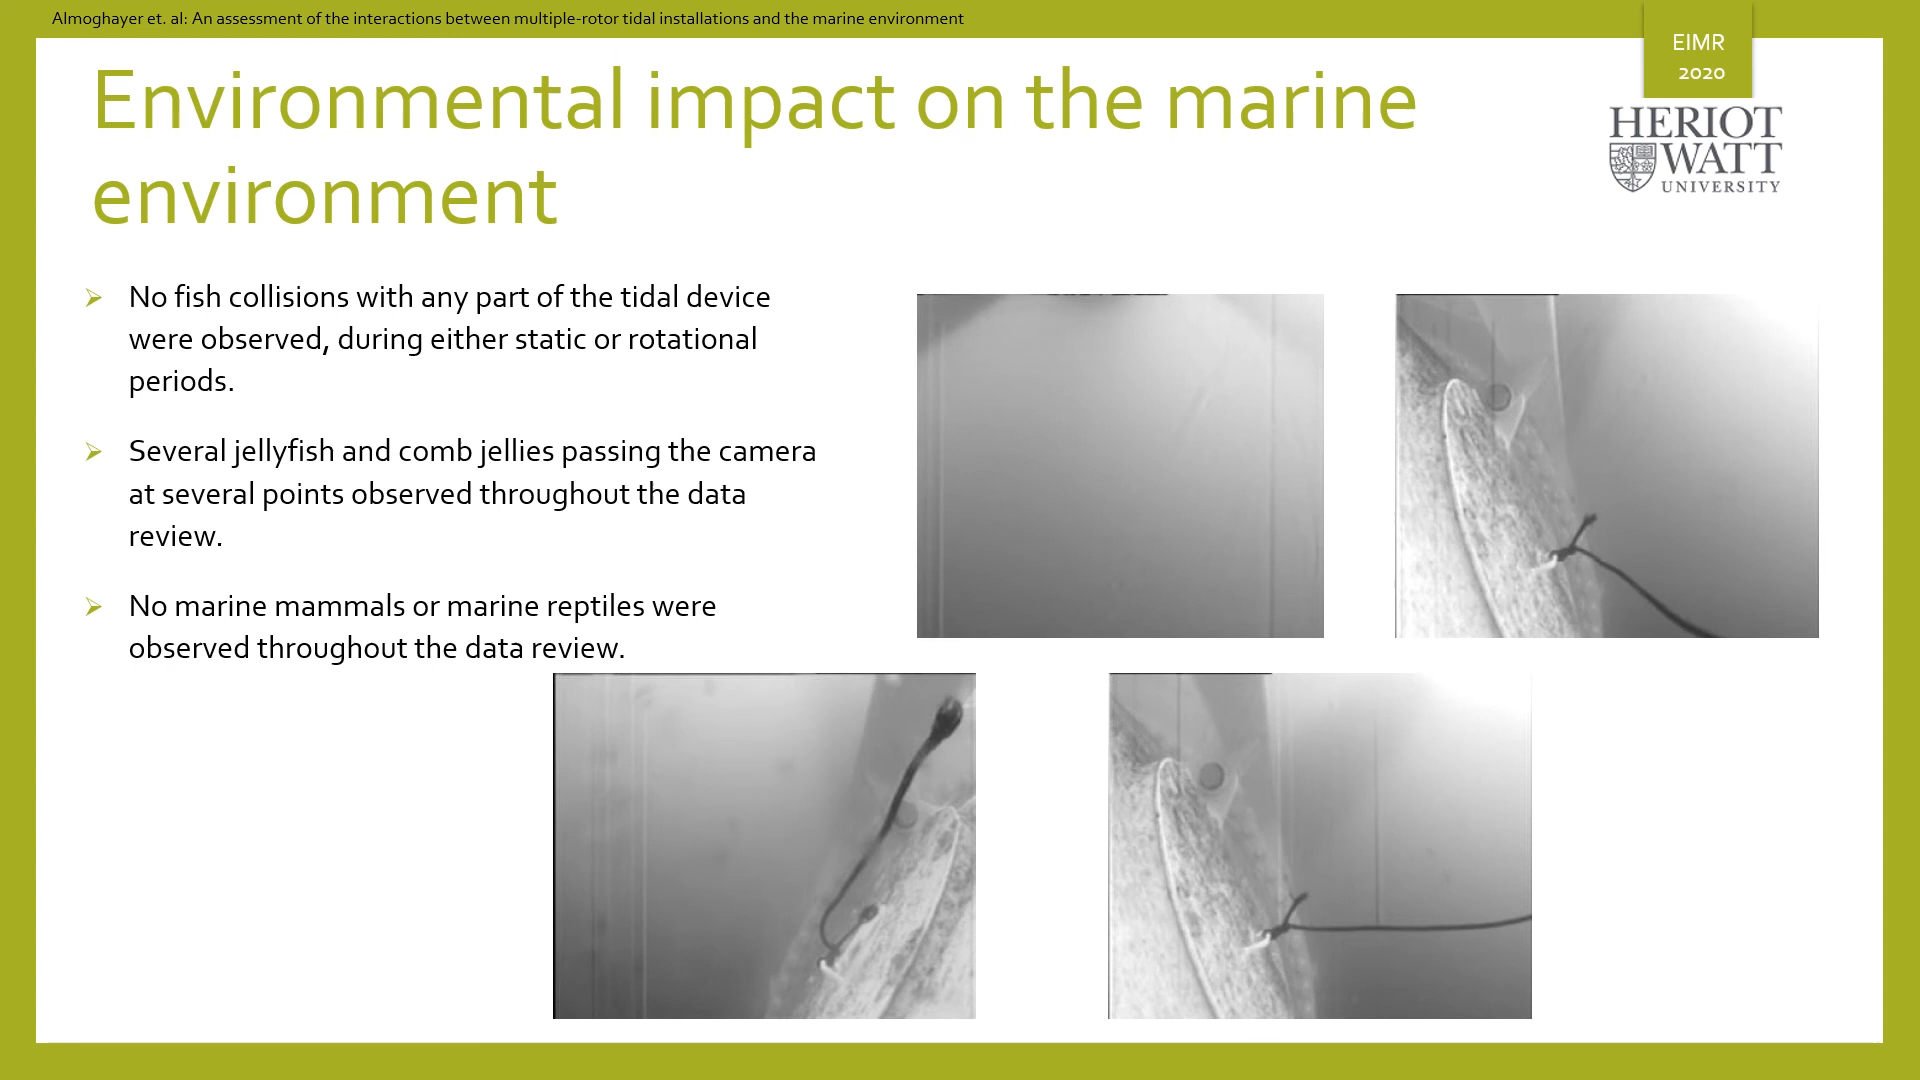 Almoghayer et. al: An assessment of the interactions between multiple-rotor tidal installations and the marine environment
EIMR
2020
HERIOT
WATT
UNIVERSITY
Environmental impact on the marine
environment
No fish collisions with any part of the tidal device
were observed, during either static or rotational
periods.
Several jellyfish and comb jellies passing the camera
at several points observed throughout the data
review.
No marine mammals or marine reptiles were
observed throughout the data review.